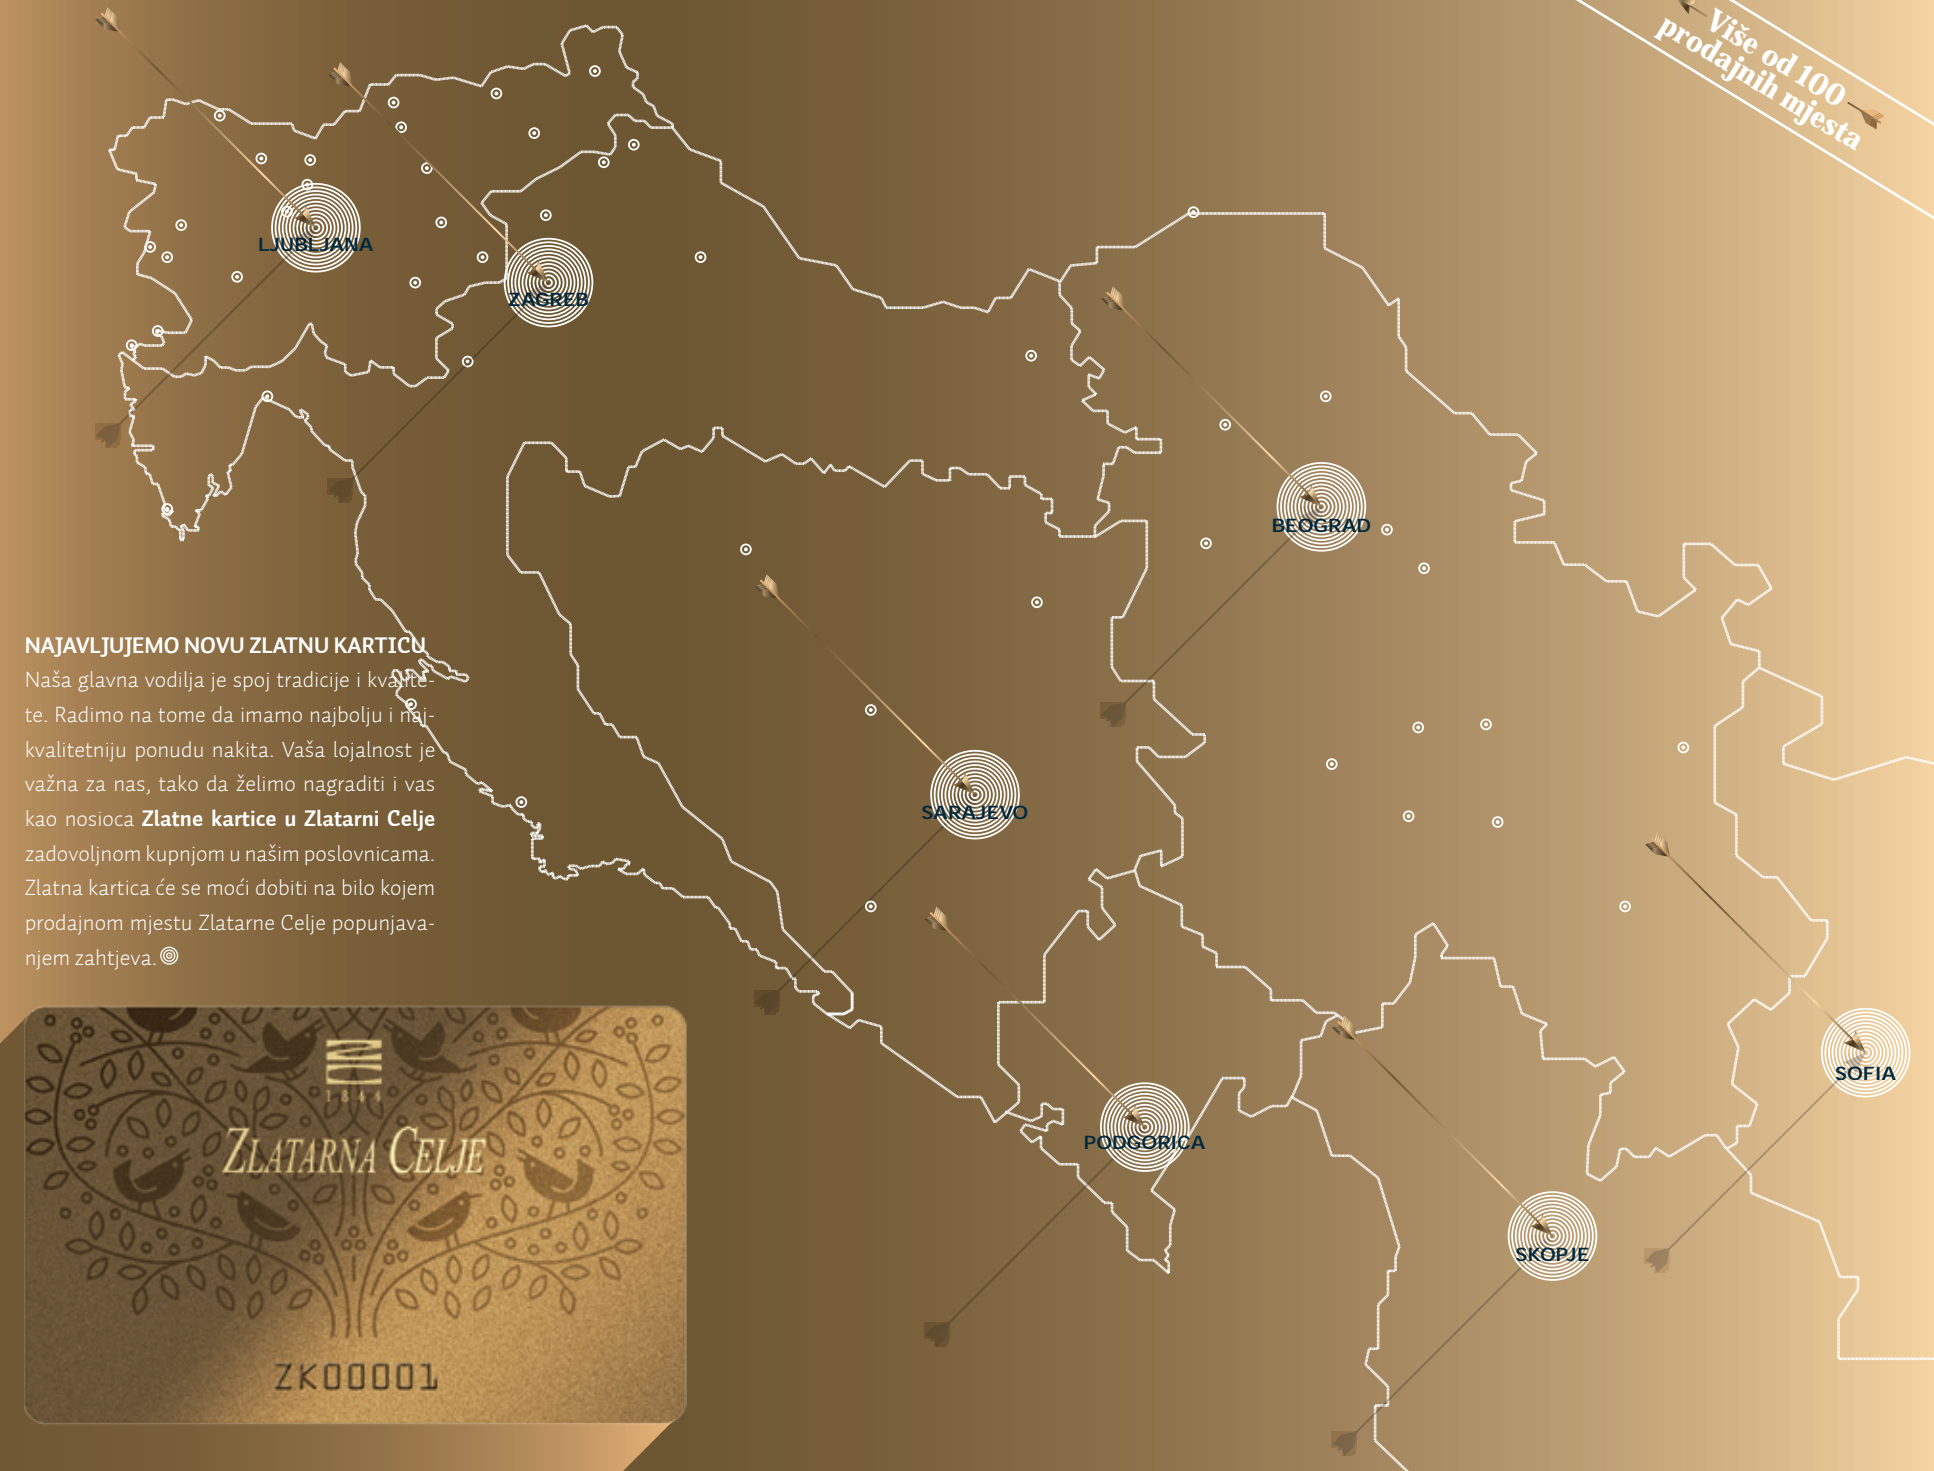 Više od 100
prodajnih mjesta
LJUBLJANA
ZAGREB
BEOGRAD
SARAJEVO
PODGORICA
SKOPJE
SOFIA
NAJAVLJUJEMO NOVU ZLATNU KARTICU
Naša glavna vodilja je spoj tradicije i kvalite-
te. Radimo na tome da imamo najbolju i naj-
kvalitetniju ponudu nakita. Vaša lojalnost je
važna za nas, tako da želimo nagraditi i vas
kao nosioca Zlatne kartice u Zlatarni Celje
zadovoljnom kupnjom u našim poslovnicama.
Zlatna kartica će se moći dobiti na bilo kojem
prodajnom mjestu Zlatarne Celje popunjava-
njem zahtjeva.
1844
ZLATARNA CELJE
ZK00001